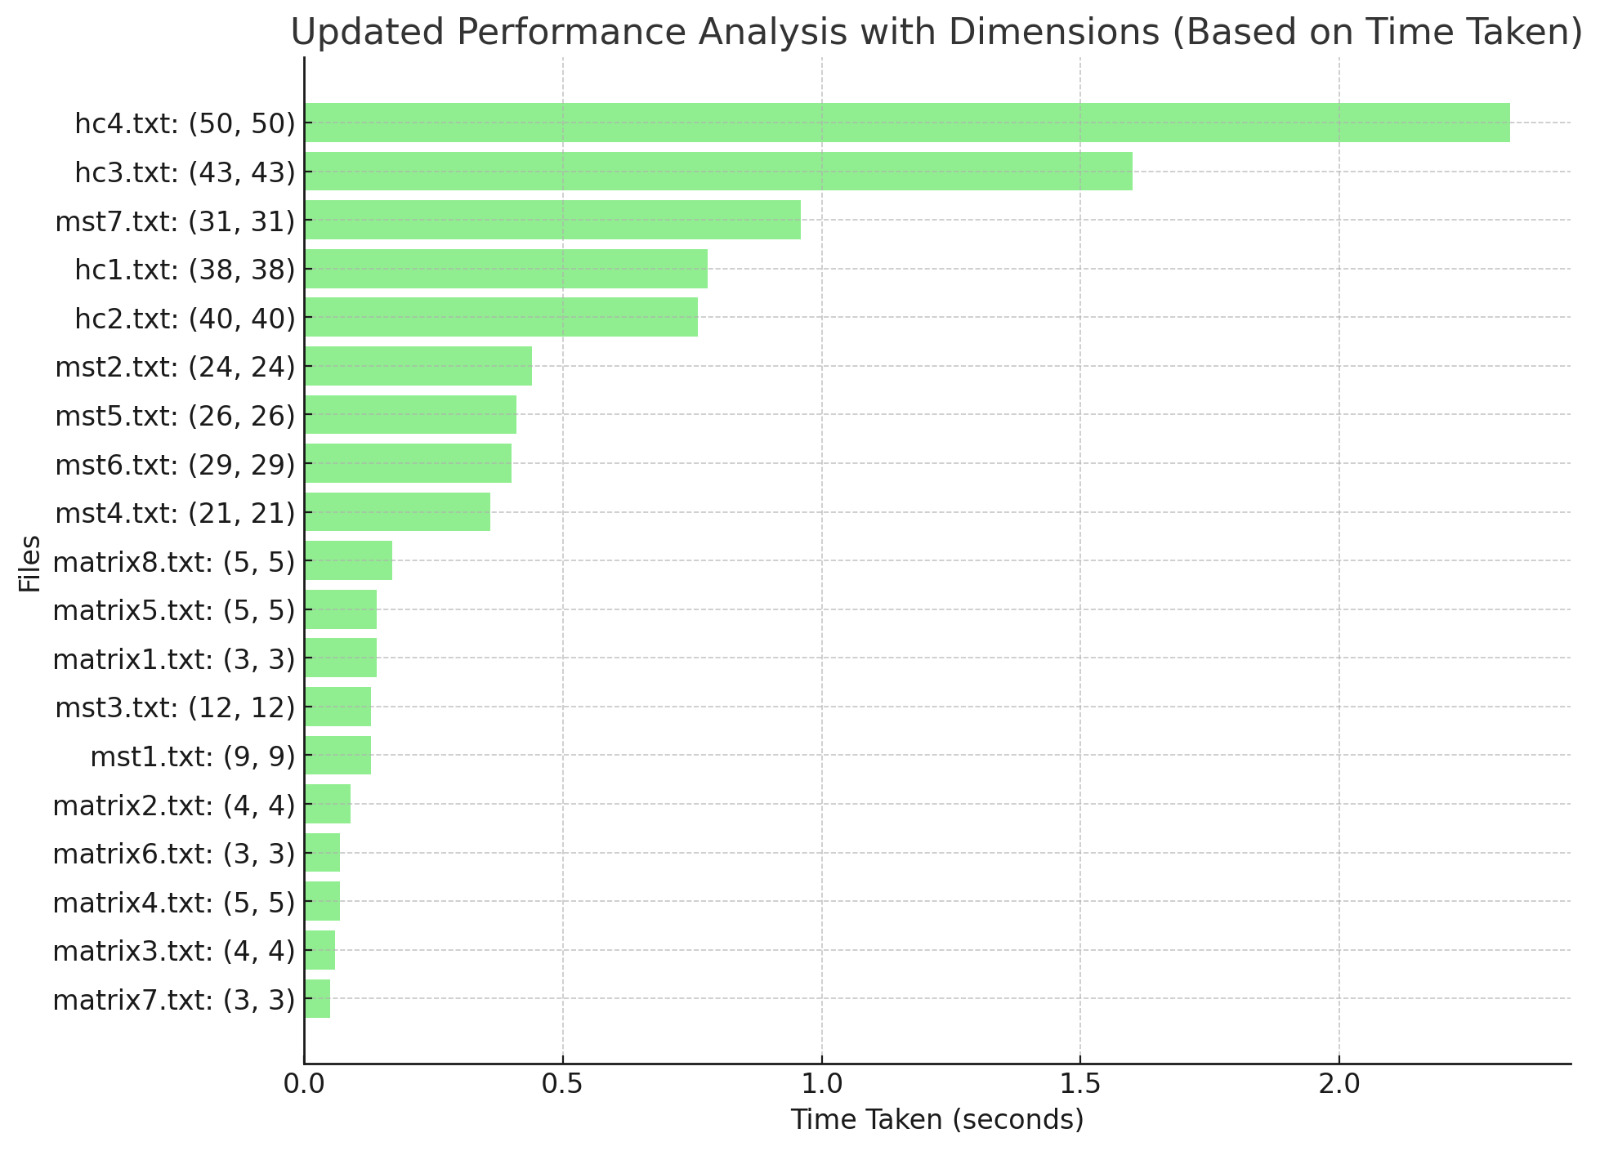 Updated Performance Analysis with Dimensions (Based on Time Taken)
hc4.txt: (50, 50)
hc3.txt: (43, 43)
mst7.txt: (31, 31)
hc1.txt: (38, 38)
hc2.txt: (40, 40)
mst2.txt: (24, 24)
mst5.txt: (26, 26)
mst6.txt: (29, 29)
mst4.txt: (21, 21)
matrix8.txt: (5, 5)
matrix5.txt: (5, 5)
matrix1.txt: (3, 3)
mst3.txt: (12, 12)
mst1.txt: (9, 9)
matrix2.txt: (4, 4)
matrix6.txt: (3, 3)
matrix4.txt: (5, 5)
matrix3.txt: (4, 4)
matrix7.txt: (3, 3)
Files
0.0 0.5 1.0 1.5 2.0
Time Taken (seconds)